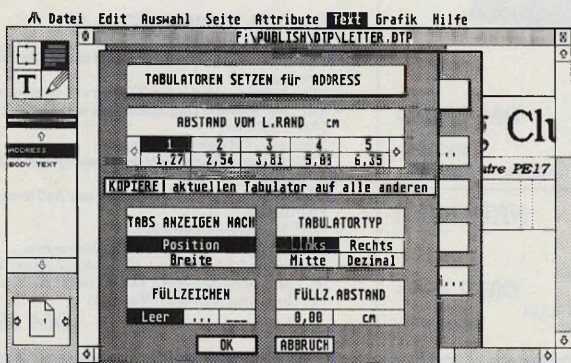 Datei Edit Auswahl Seite Attribute Text Grafik Hilfe
F:\PUBLISH\DTP\LETTER.DTP
T
TABULATOREN SETZEN für ADDRESS
ABSTAND VOM L.RAND CM
1 2 3 4 5
1,27 2,54 3,81 5,08 6,35
KOPIERE aktuellen Tabulator auf alle anderen
TABS ANZEIGEN NACH
Position
Breite
TABULATORTYP
Links Rechts
Mitte Dezimal
FÜLLZEICHEN
Leer ... ___
FÜLLZ.ABSTAND
0,00 CM
OK ABBRUCH
ADDRESS
BODY TEXT
g Clu
PE17